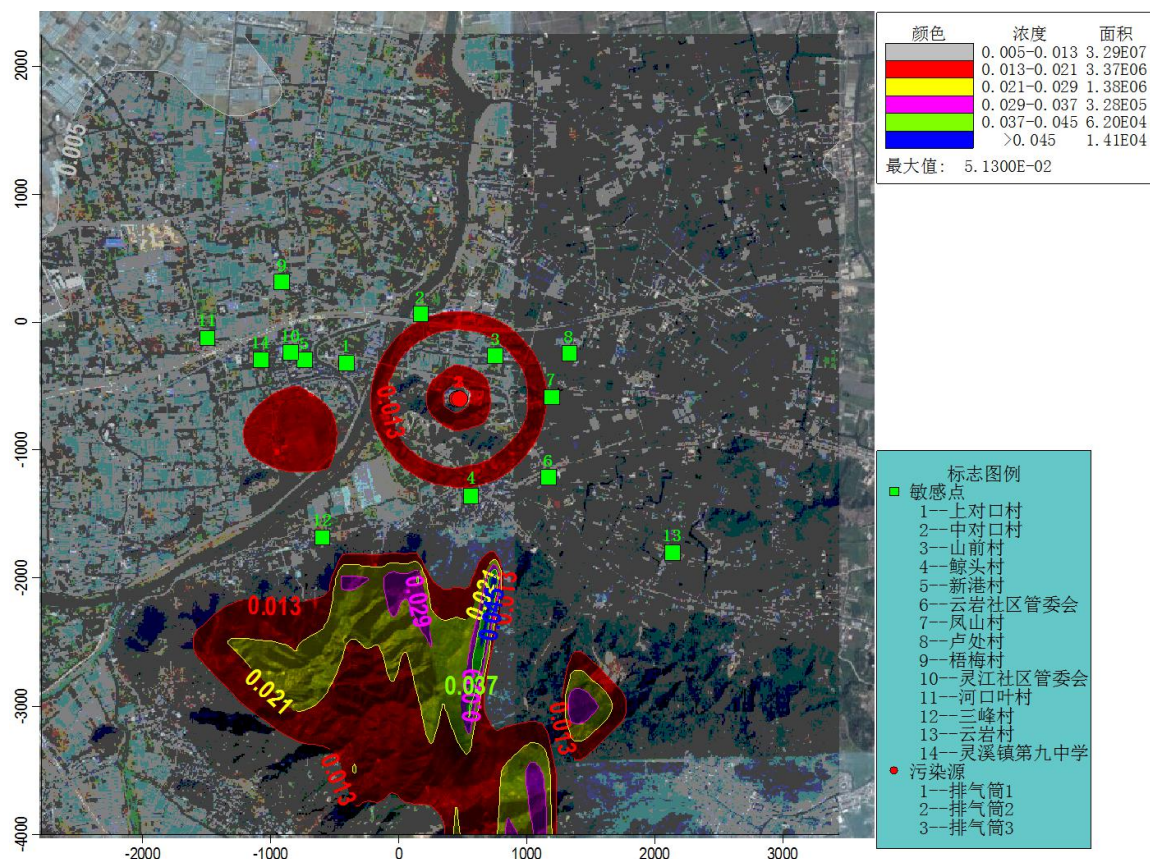 颜色 浓度 面积
0.005-0.013 3.29E07
0.013-0.021 3.37E06
0.021-0.029 1.38E06
0.029-0.037 3.28E05
0.037-0.045 6.20E04
>0.045 1.41E04
最大值: 5.1300E-02
2000
1000
0
-1000
-2000
-3000
-4000
-2000 -1000 0 1000 2000 3000
0.005
9
2
11
14
10
5
1
3
8
7
0.013
4
6
12
13
0.013
0.021
0.029
0.021
0.037
0.013
0.013
标志图例
敏感点
1--上对口村
2--中对口村
3--山前村
4--鲸头村
5--新港村
6--云岩社区管委会
7--凤山村
8--卢处村
9--梧梅村
10--灵江社区管委会
11--河口叶村
12--三峰村
13--云岩村
14--灵溪镇第九中学
污染源
1--排气筒1
2--排气筒2
3--排气筒3